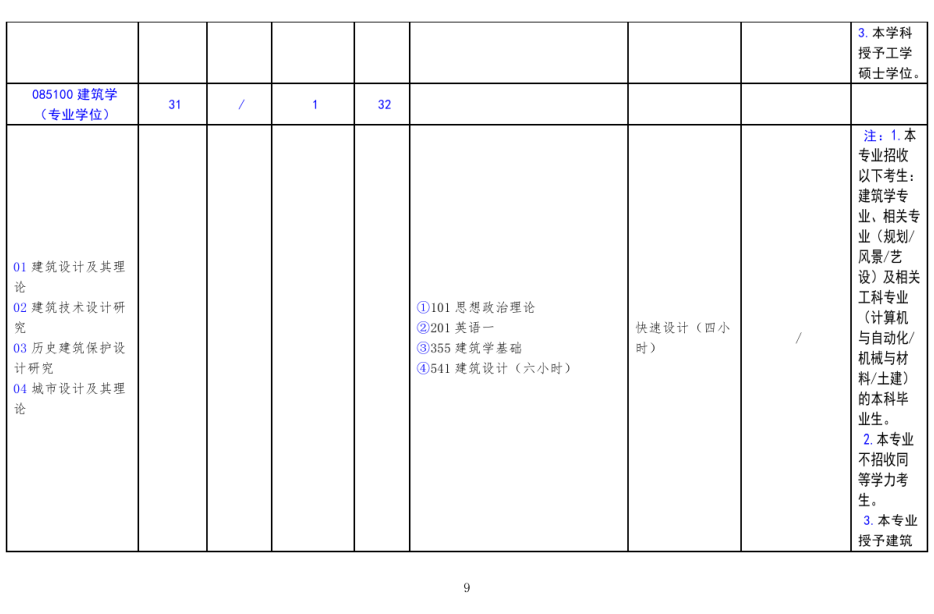 3.本学科
授予工学
硕士学位。
085100 建筑学
（专业学位）
31
/
1
32
01 建筑设计及其理
论
02 建筑技术设计研
究
03 历史建筑保护设
计研究
04 城市设计及其理
论
①101 思想政治理论
②201 英语一
③355 建筑学基础
④541 建筑设计（六小时）
快速设计（四小
时）
/
注：1.本
专业招收
以下考生：
建筑学专
业、相关专
业（规划/
风景/艺
设）及相关
工科专业
（计算机
与自动化/
机械与材
料/土建）
的本科毕
业生。
2.本专业
不招收同
等学力考
生。
3.本专业
授予建筑
9